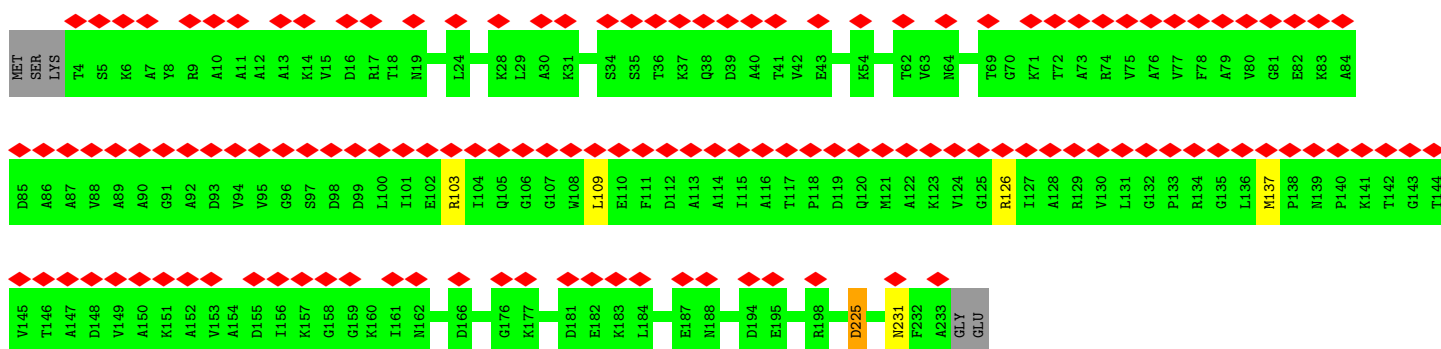 MET SER LYS T4 S5 K6 A7 Y8 R9 A10 A11 A12 A13 K14 V15 D16 R17 T18 N19 L24 K28 L29 A30 K31 S34 S35 T36 K37 Q38 D39 A40 T41 V42 E43 K54 T62 V63 N64 T69 G70 K71 T72 A73 R74 V75 A76 V77 F78 A79 V80 G81 E82 K83 A84
D85 A86 A87 V88 A89 A90 G91 A92 D93 V94 V95 G96 S97 D98 D99 L100 I101 E102 R103 I104 Q105 G106 G107 W108 L109 E110 F111 D112 A113 A114 I115 A116 T117 P118 D119 Q120 M121 A122 K123 V124 G125 R126 I127 A128 R129 V130 L131 G132 P133 R134 G135 L136 M137 P138 N139 P140 K141 T142 G143 T144
V145 T146 A147 D148 V149 A150 K151 A152 V153 A154 D155 I156 K157 G158 G159 K160 I161 N162 D166 G176 K177 D181 E182 K183 L184 E187 N188 D194 E195 R198 D225 N231 F232 A233 GLY GLU